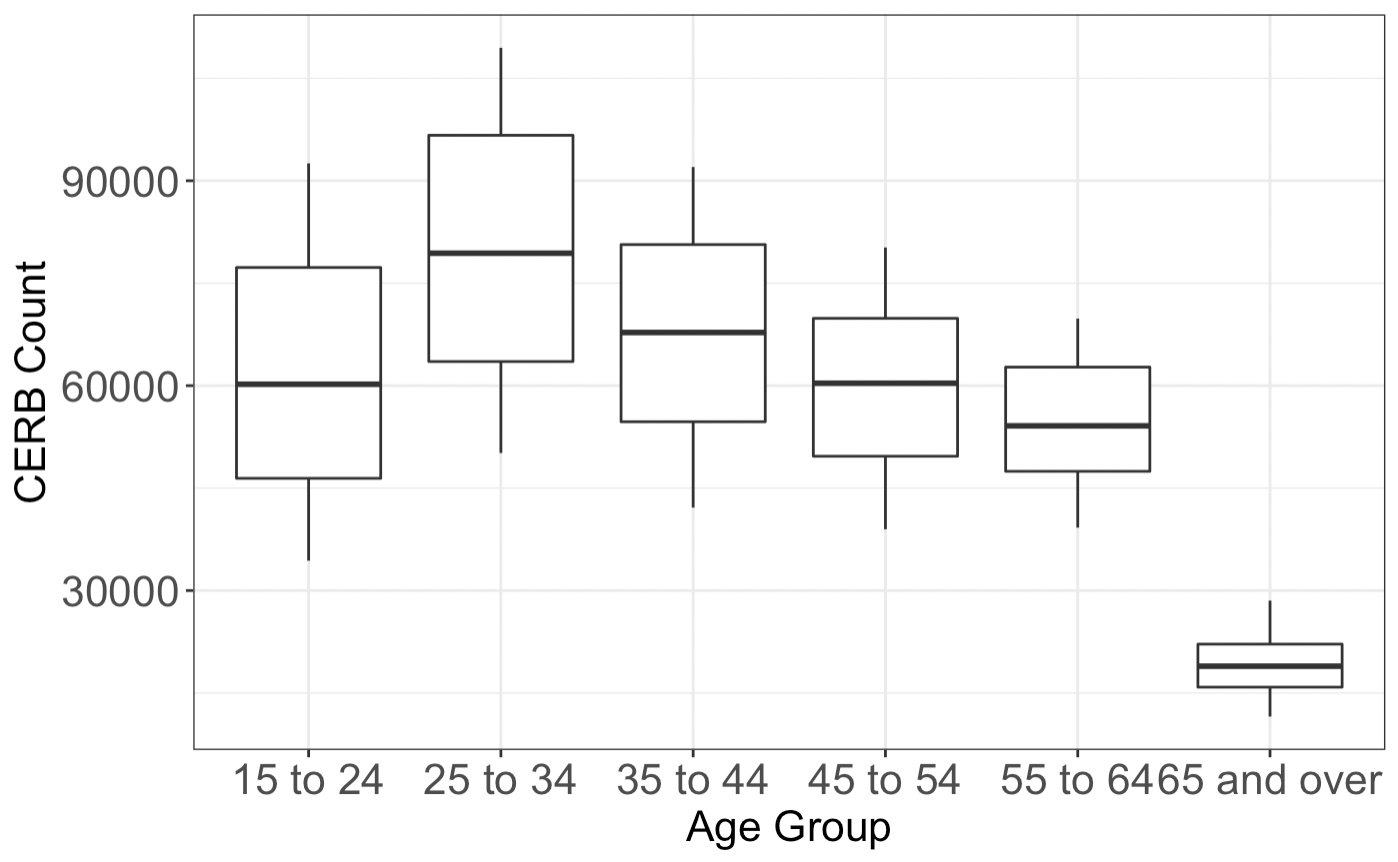 CERB Count
90000
60000
30000
15 to 24 25 to 34 35 to 44 45 to 54 55 to 64 65 and over
Age Group